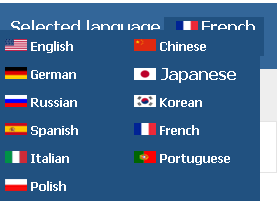 Selected language French
English Chinese
German Japanese
Russian Korean
Spanish French
Italian Portuguese
Polish